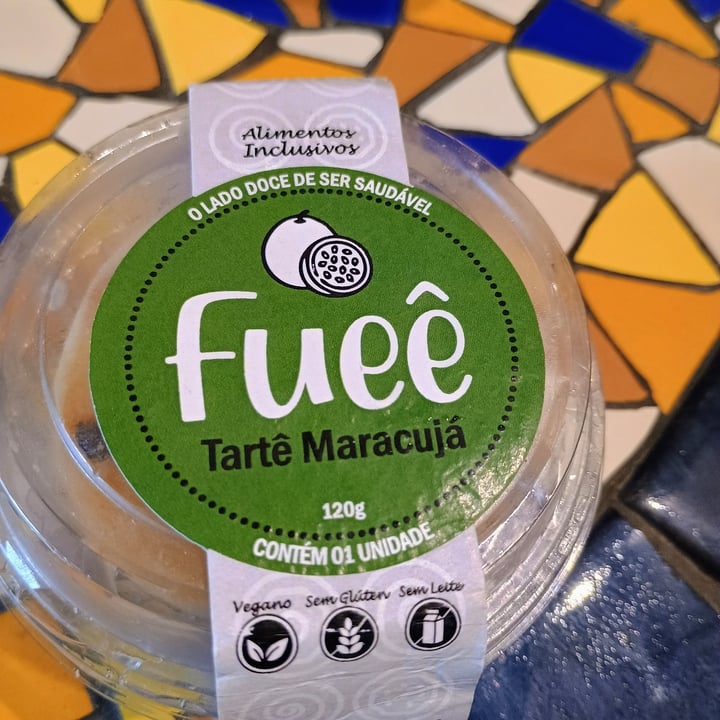 Alimentos
Inclusivos
O LADO DOCE DE SER SAUDÁVEL
Fueê
Tartê Maracujá
120g
CONTÉM 01 UNIDADE
Vegano Sem Glúten Sem Leite